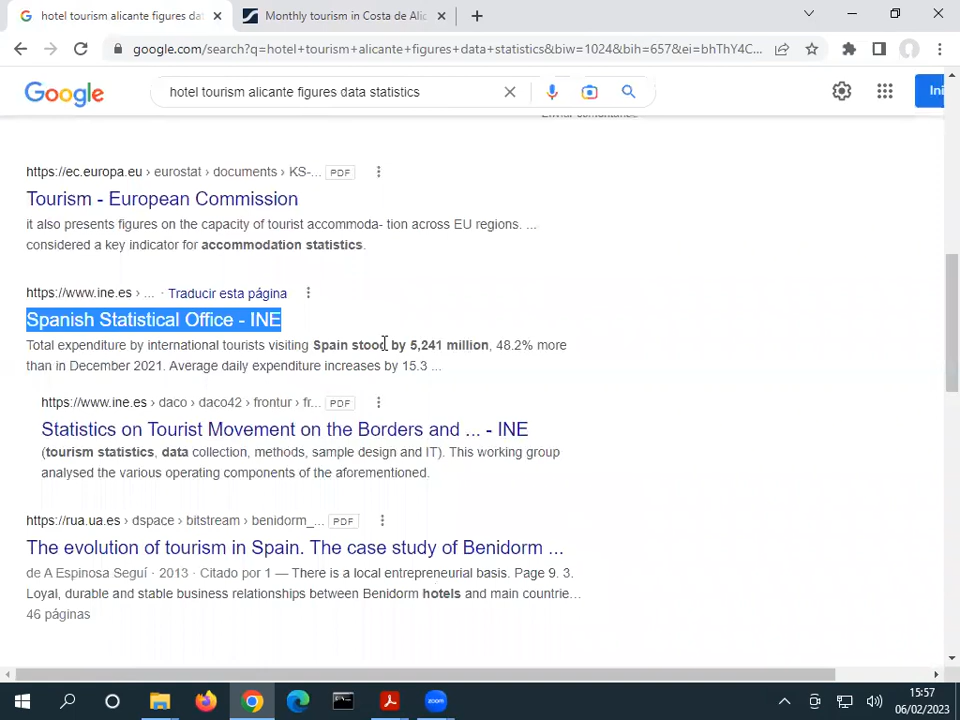 hotel tourism alicante figures dat
Monthly tourism in Costa de Alic
google.com/search?q=hotel+tourism+alicante+figures+data+statistics&biw=1024&bih=657&ei=bhThY4C...
Google
hotel tourism alicante figures data statistics
Ini
https://ec.europa.eu › eurostat › documents › KS-... PDF
Tourism - European Commission
it also presents figures on the capacity of tourist accommoda- tion across EU regions. ...
considered a key indicator for accommodation statistics.
https://www.ine.es › ... · Traducir esta página
Spanish Statistical Office - INE
Total expenditure by international tourists visiting Spain stood by 5,241 million, 48.2% more
than in December 2021. Average daily expenditure increases by 15.3 ...
https://www.ine.es › daco › daco42 › frontur › fr... PDF
Statistics on Tourist Movement on the Borders and ... - INE
(tourism statistics, data collection, methods, sample design and IT). This working group
analysed the various operating components of the aforementioned.
https://rua.ua.es › dspace › bitstream › benidorm_... PDF
The evolution of tourism in Spain. The case study of Benidorm ...
de A Espinosa Seguí · 2013 · Citado por 1 — There is a local entrepreneurial basis. Page 9. 3.
Loyal, durable and stable business relationships between Benidorm hotels and main countrie...
46 páginas
zoom
15:57
06/02/2023